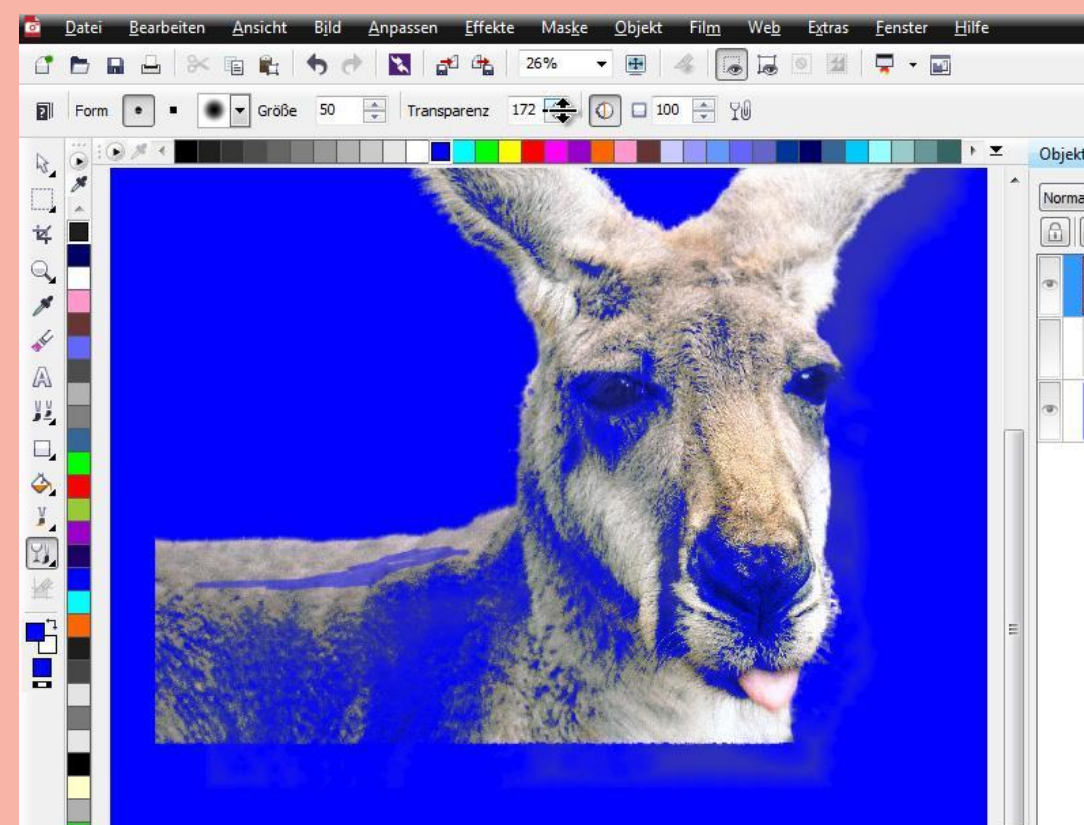 Datei Bearbeiten Ansicht Bild Anpassen Effekte Maske Objekt Film Web Extras Fenster Hilfe
26%
Form Größe 50 Transparenz 172 100
Objekt
Norma